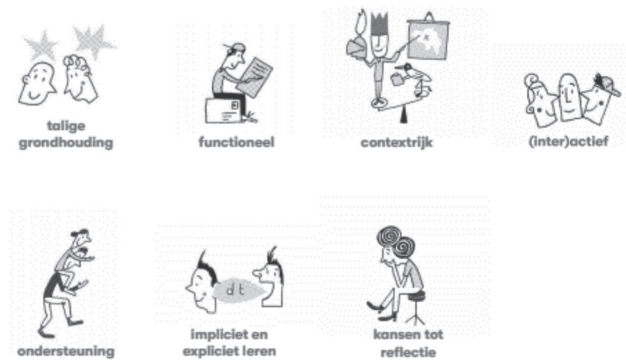 talige
grondhouding
functioneel
contextrijk
(inter)actief
x
d t
ondersteuning
impliciet en
expliciet leren
kansen tot
reflectie